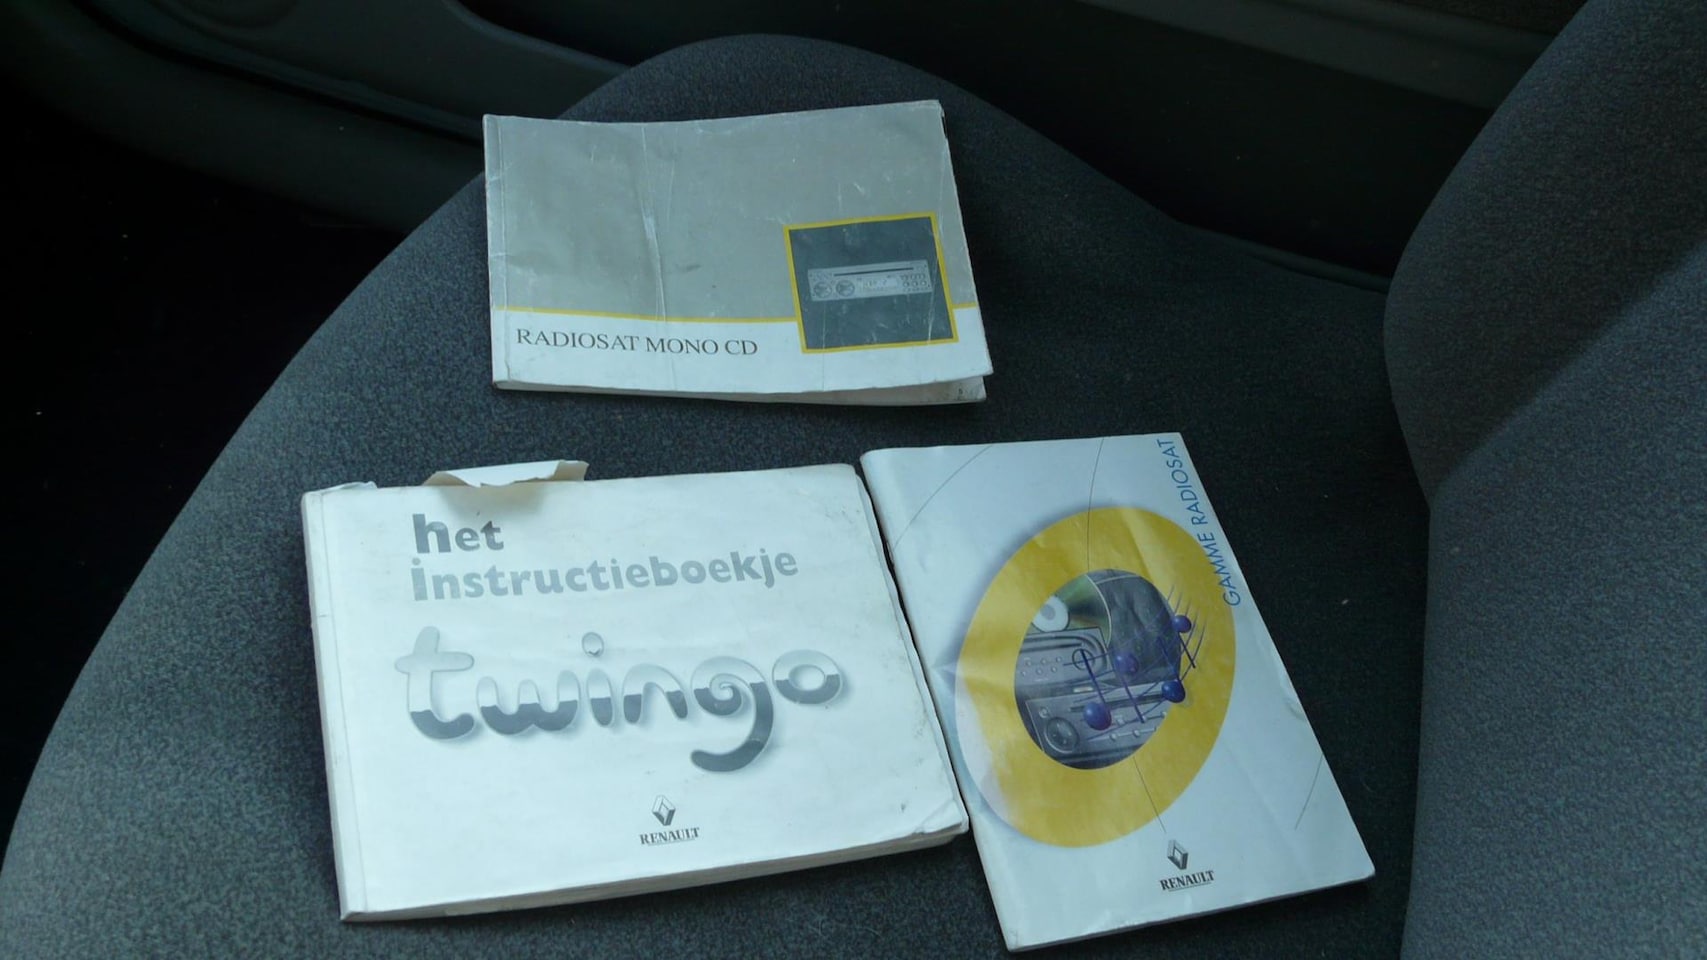 RADIOSAT MONO CD
het
instructieboekje
twingo
RENAULT
GAMME RADIOSAT
RENAULT